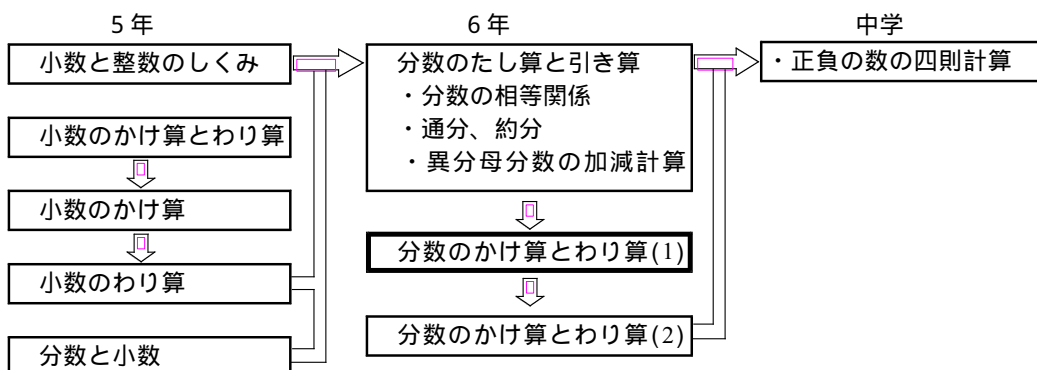 5年
小数と整数のしくみ
小数のかけ算とわり算
小数のかけ算
小数のわり算
分数と小数
6年
分数のたし算と引き算
・分数の相等関係
・通分、約分
・異分母分数の加減計算
分数のかけ算とわり算(1)
分数のかけ算とわり算(2)
中学
・正負の数の四則計算